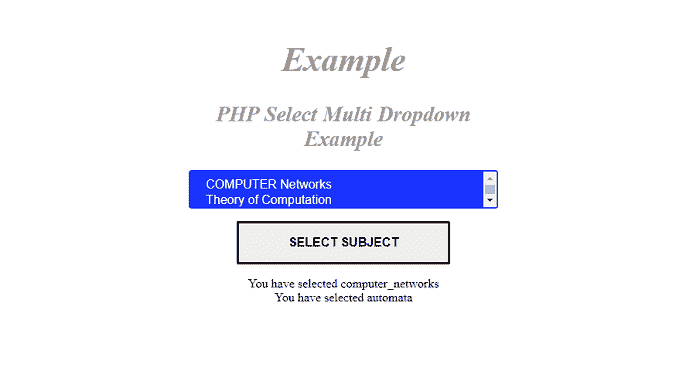 Example
PHP Select Multi Dropdown
Example
COMPUTER Networks
Theory of Computation
SELECT SUBJECT
You have selected computer_networks
You have selected automata